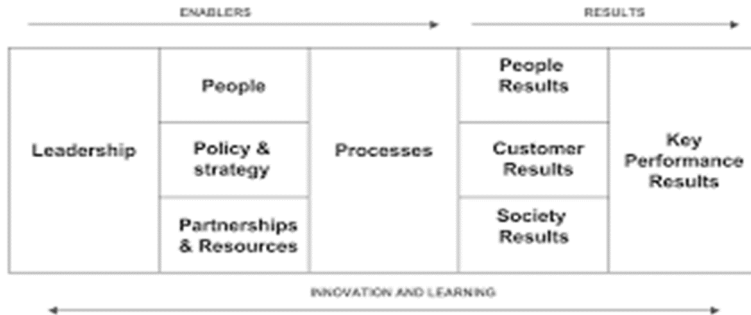 ENABLERS
RESULTS
Leadership
People
Policy &
strategy
Partnerships
& Resources
Processes
People
Results
Customer
Results
Society
Results
Key
Performance
Results
INNOVATION AND LEARNING